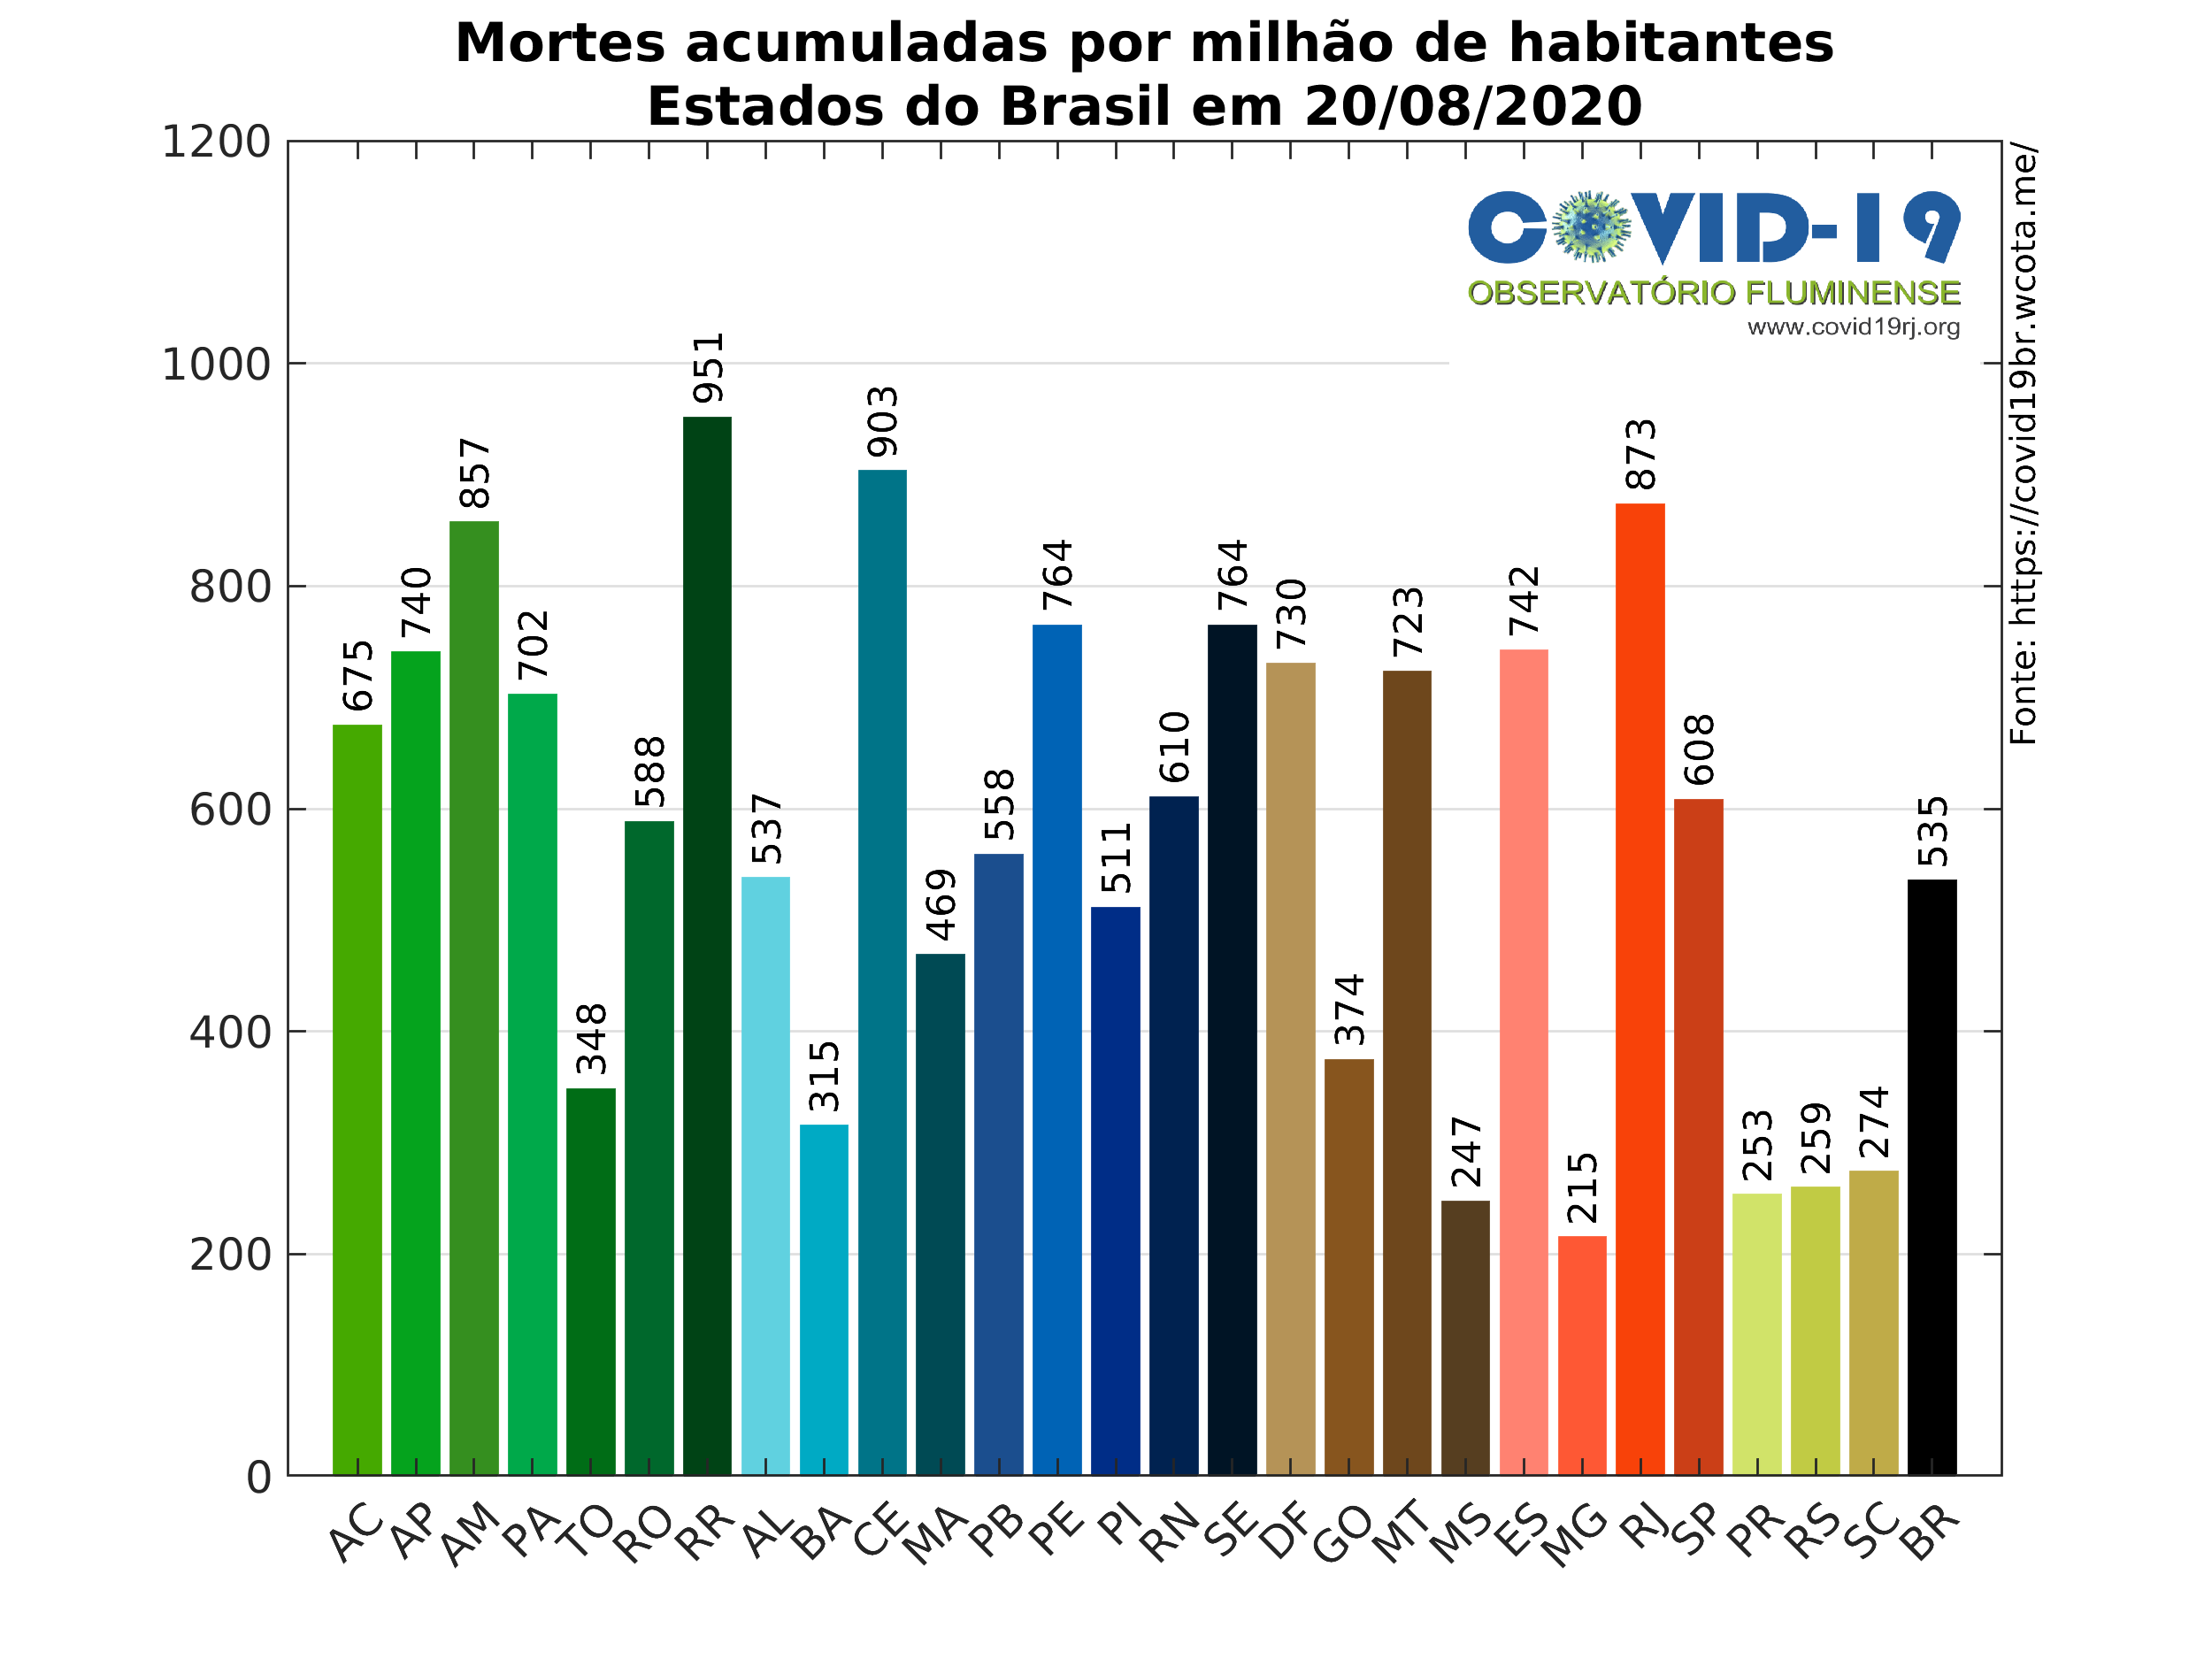 Mortes acumuladas por milhão de habitantes
Estados do Brasil em 20/08/2020
COVID-19
OBSERVATÓRIO FLUMINENSE
www.covid19rj.org
Fonte: https://covid19br.wcota.me/
1200
1000
800
600
400
200
0
675
740
857
702
348
588
951
537
315
903
469
558
764
511
610
764
730
374
723
247
742
215
873
608
253
259
274
535
AC
AP
AM
PA
TO
RO
RR
AL
BA
CE
MA
PB
PE
PI
RN
SE
DF
GO
MT
MS
ES
MG
RJ
SP
PR
RS
SC
BR